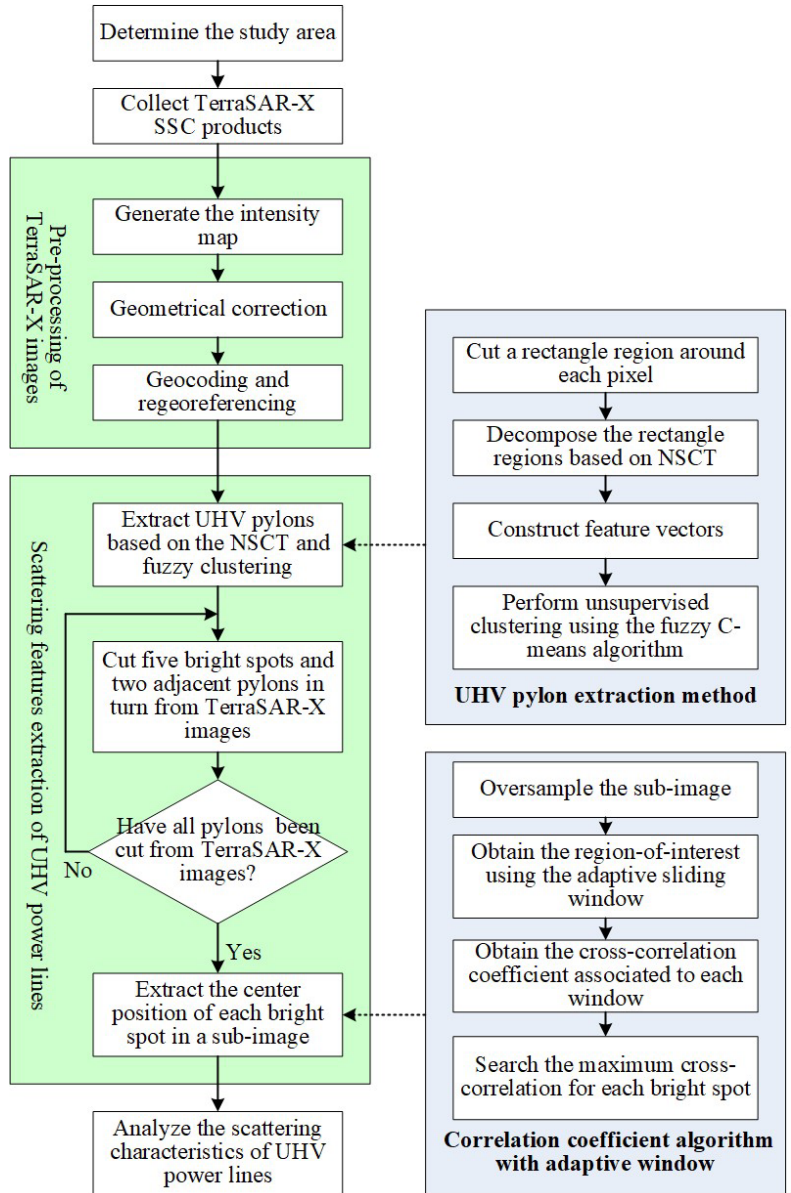 Determine the study area
Collect TerraSAR-X
SSC products
Pre-processing of
TerraSAR-X images
Generate the intensity
map
Geometrical correction
Geocoding and
regeoreferencing
Scattering features extraction of UHV power lines
Extract UHV pylons
based on the NSCT and
fuzzy clustering
Cut five bright spots and
two adjacent pylons in
turn from TerraSAR-X
images
Have all pylons been
cut from TerraSAR-X
images?
No
Yes
Extract the center
position of each bright
spot in a sub-image
Analyze the scattering
characteristics of UHV
power lines
Cut a rectangle region around
each pixel
Decompose the rectangle
regions based on NSCT
Construct feature vectors
Perform unsupervised
clustering using the fuzzy C-
means algorithm
UHV pylon extraction method
Oversample the sub-image
Obtain the region-of-interest
using the adaptive sliding
window
Obtain the cross-correlation
coefficient associated to each
window
Search the maximum cross-
correlation for each bright spot
Correlation coefficient algorithm
with adaptive window